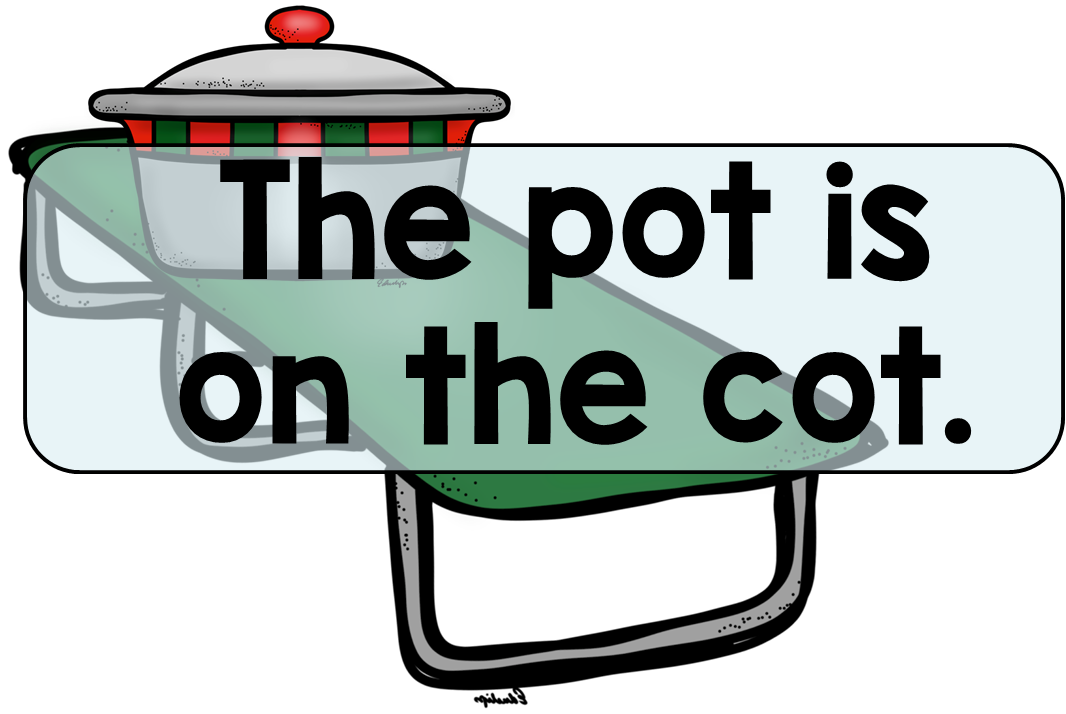 The pot is
on the cot.